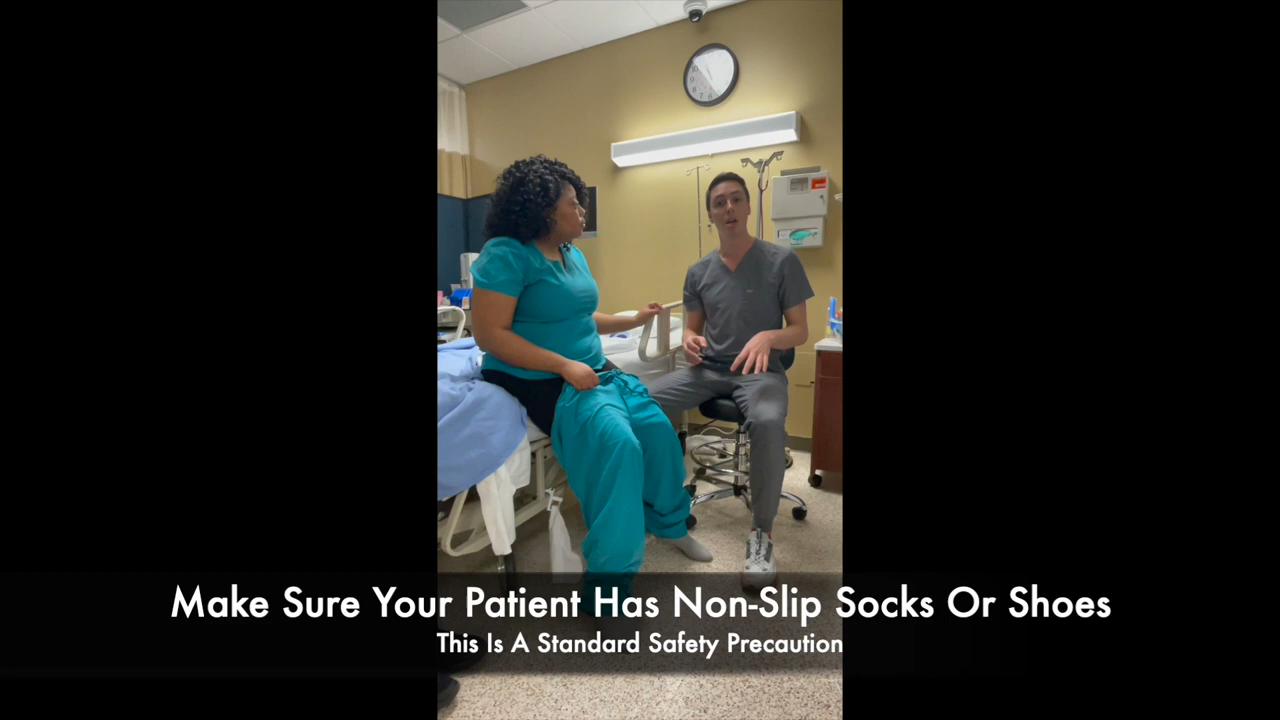 Make Sure Your Patient Has Non-Slip Socks Or Shoes
This Is A Standard Safety Precaution